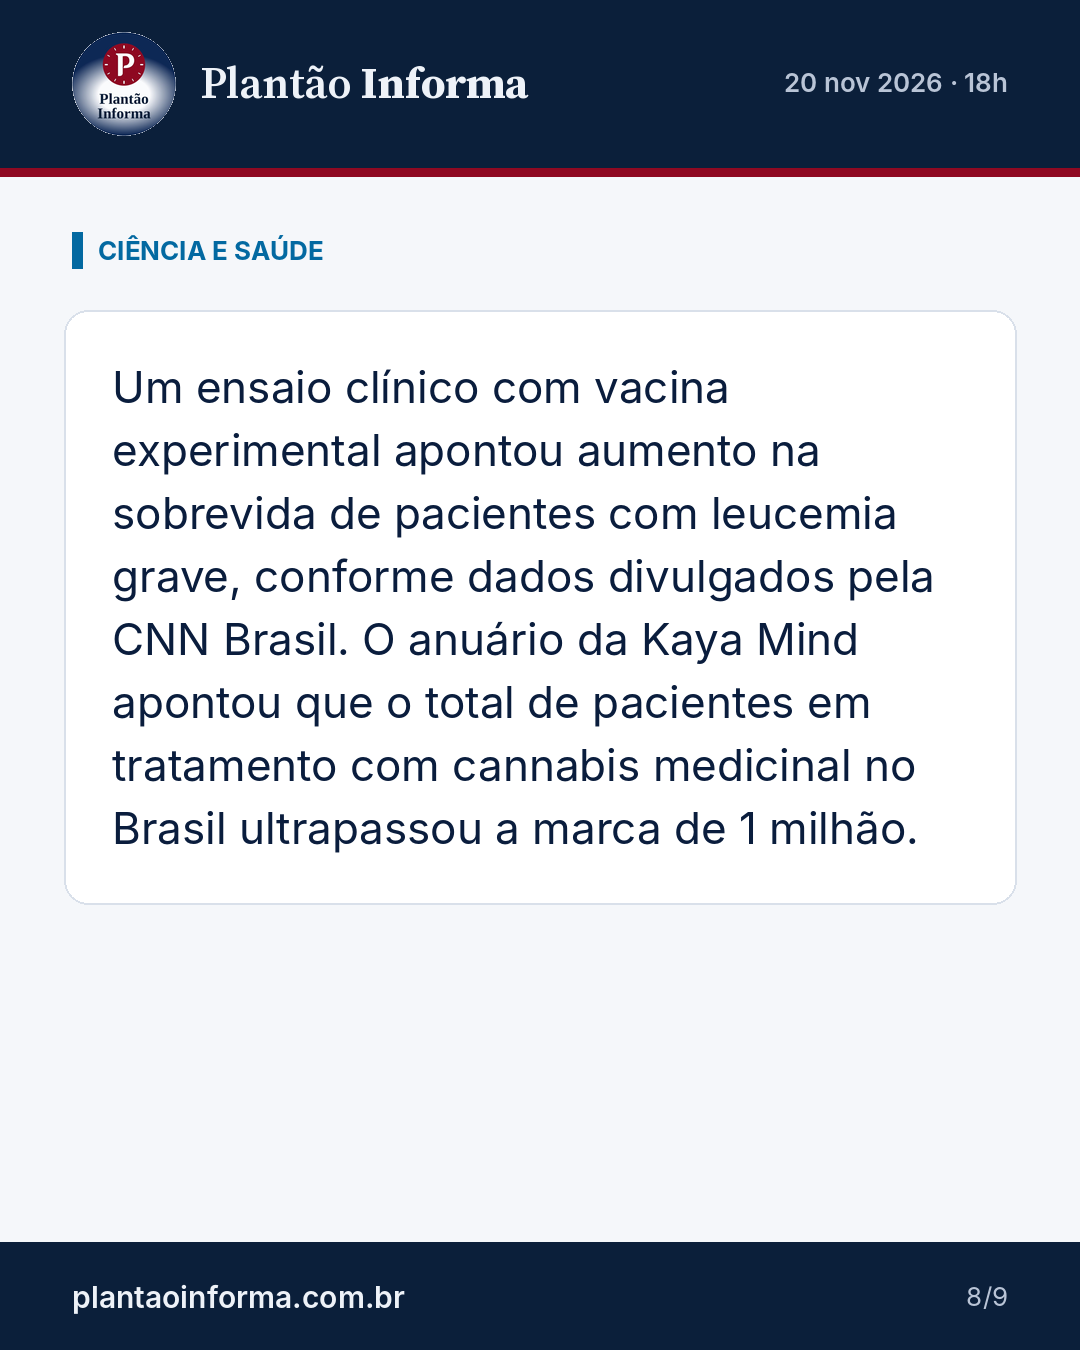 P
Plantão
Informa
Plantão Informa
20 nov 2026 · 18h
CIÊNCIA E SAÚDE
Um ensaio clínico com vacina
experimental apontou aumento na
sobrevida de pacientes com leucemia
grave, conforme dados divulgados pela
CNN Brasil. O anuário da Kaya Mind
apontou que o total de pacientes em
tratamento com cannabis medicinal no
Brasil ultrapassou a marca de 1 milhão.
plantaoinforma.com.br
8/9